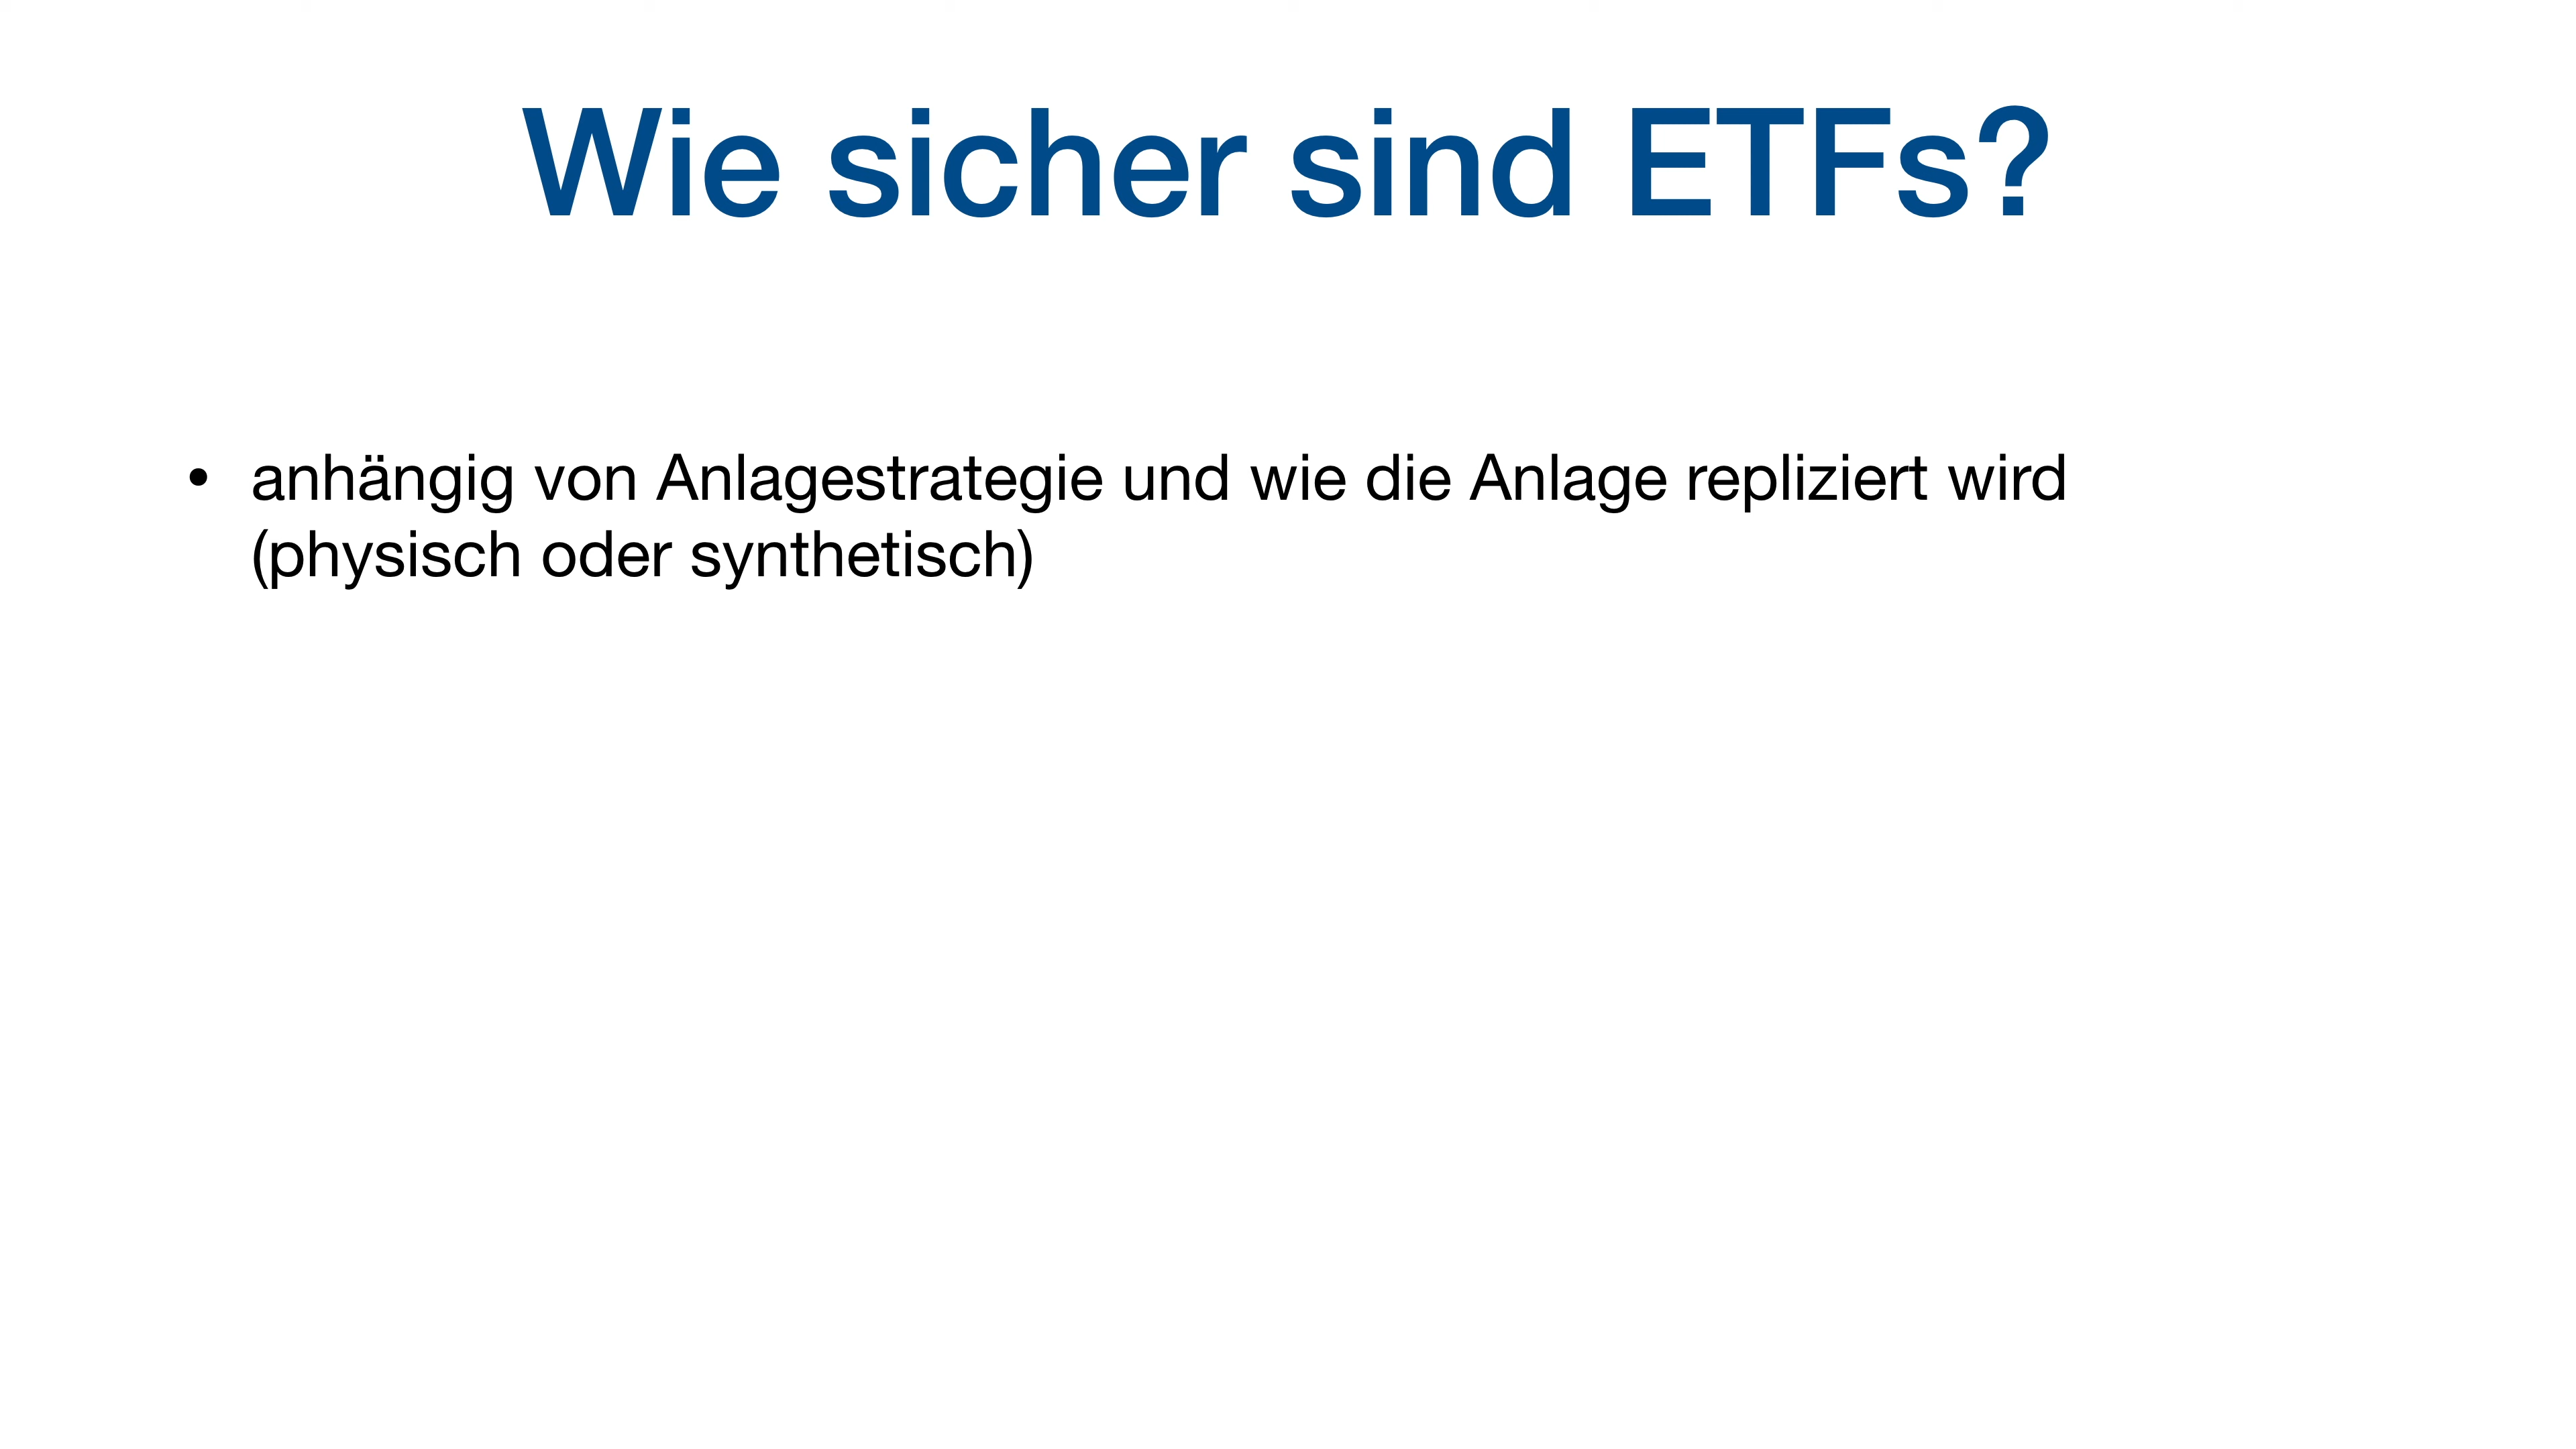 Wie sicher sind ETFs?
• anhängig von Anlagestrategie und wie die Anlage repliziert wird
(physisch oder synthetisch)